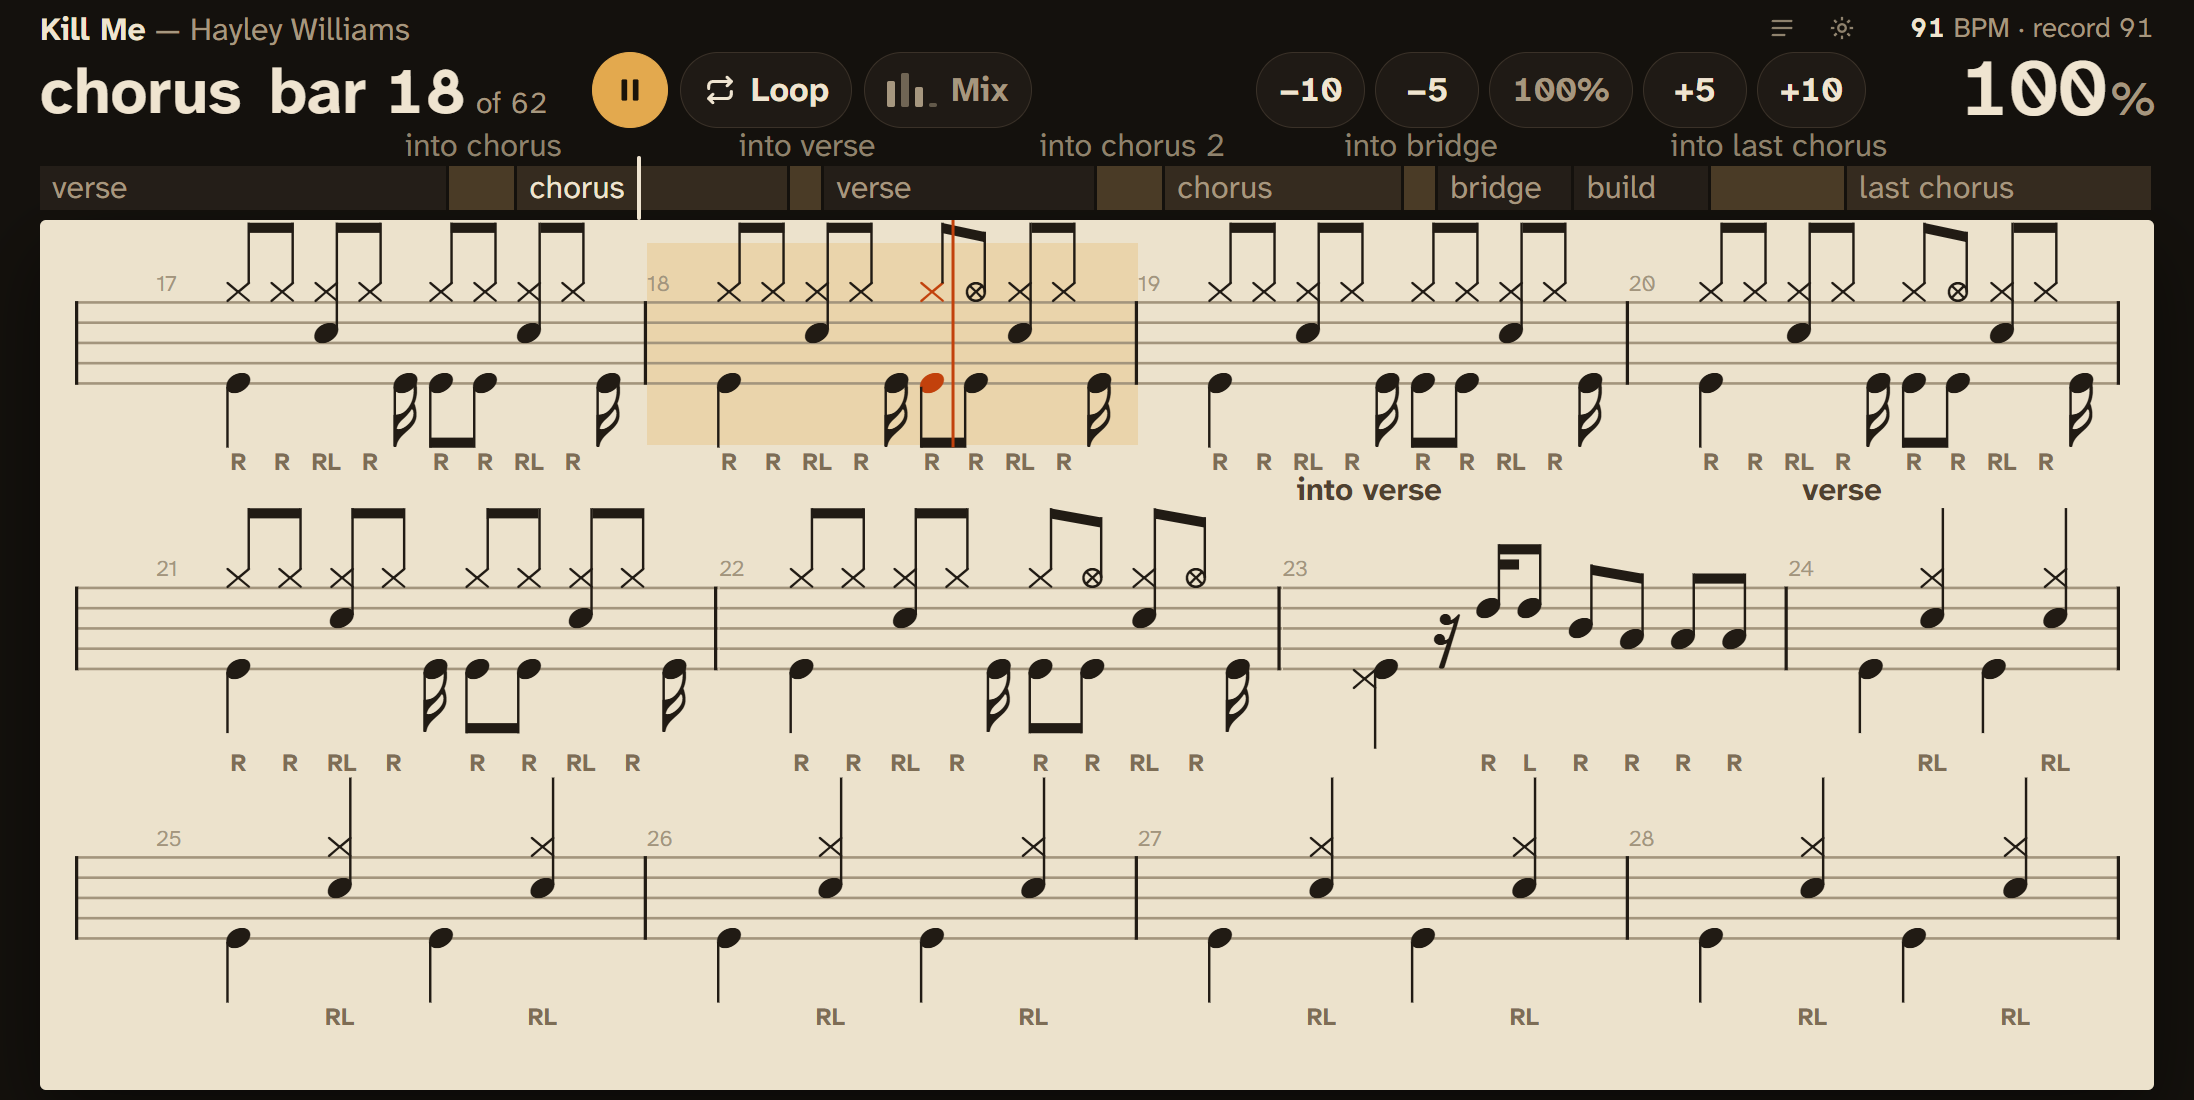 Kill Me — Hayley Williams
91 BPM · record 91
chorus bar 18 of 62
Loop
Mix
−10
−5
100%
+5
+10
100%
into chorus
into verse
into chorus 2
into bridge
into last chorus
verse
chorus
verse
chorus
bridge
build
last chorus
17 18 19 20
R R RL R R R RL R R R RL R R R RL R R R RL R R R RL R R R RL R R R RL R
into verse
verse
21 22 23 24
R R RL R R R RL R R R RL R R R RL R R L R R R R RL RL
25 26 27 28
RL RL RL RL RL RL RL RL